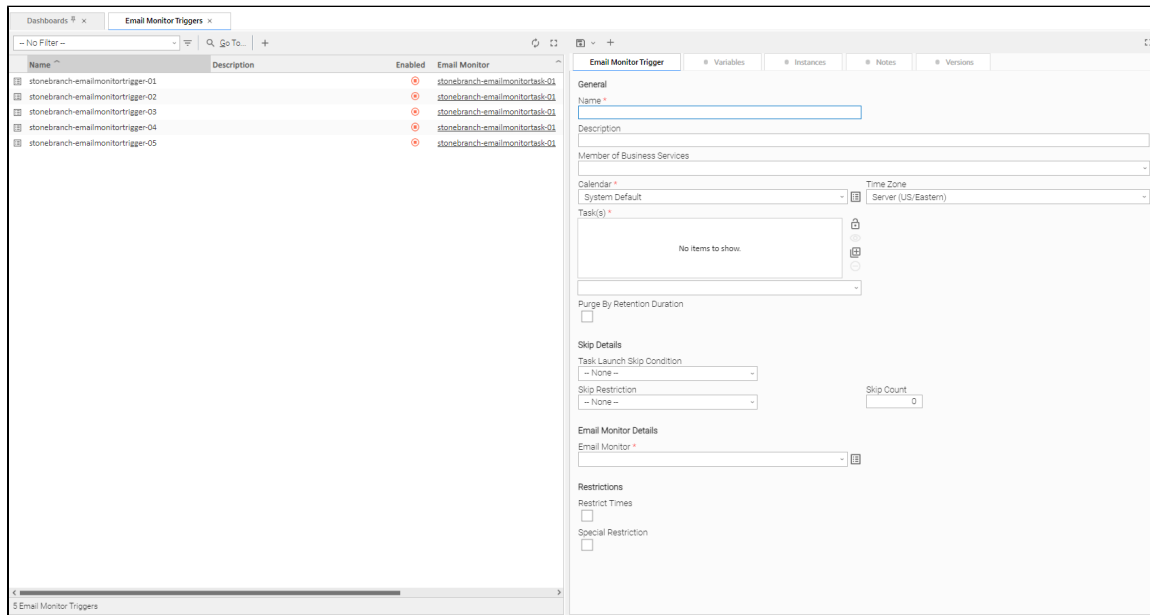 Dashboards
Email Monitor Triggers
-- No Filter --
Go To...
Name Description Enabled Email Monitor
stonebranch-emailmonitortrigger-01 stonebranch-emailmonitortask-01
stonebranch-emailmonitortrigger-02 stonebranch-emailmonitortask-01
stonebranch-emailmonitortrigger-03 stonebranch-emailmonitortask-01
stonebranch-emailmonitortrigger-04 stonebranch-emailmonitortask-01
stonebranch-emailmonitortrigger-05 stonebranch-emailmonitortask-01
5 Email Monitor Triggers
Email Monitor Trigger Variables Instances Notes Versions
General
Name *
Description
Member of Business Services
Calendar * Time Zone
System Default Server (US/Eastern)
Task(s) *
No items to show.
Purge By Retention Duration
Skip Details
Task Launch Skip Condition
-- None --
Skip Restriction Skip Count
-- None -- 0
Email Monitor Details
Email Monitor *
Restrictions
Restrict Times
Special Restriction